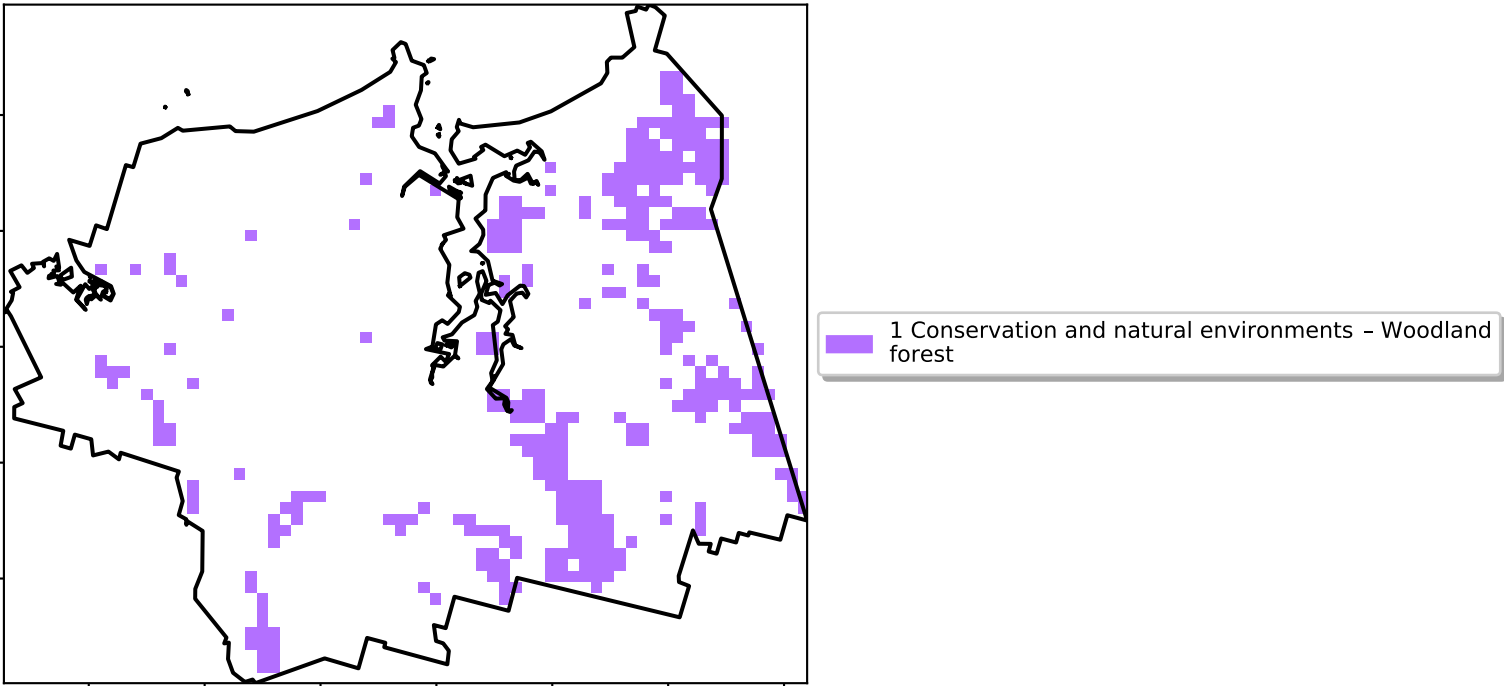 1 Conservation and natural environments – Woodland
forest